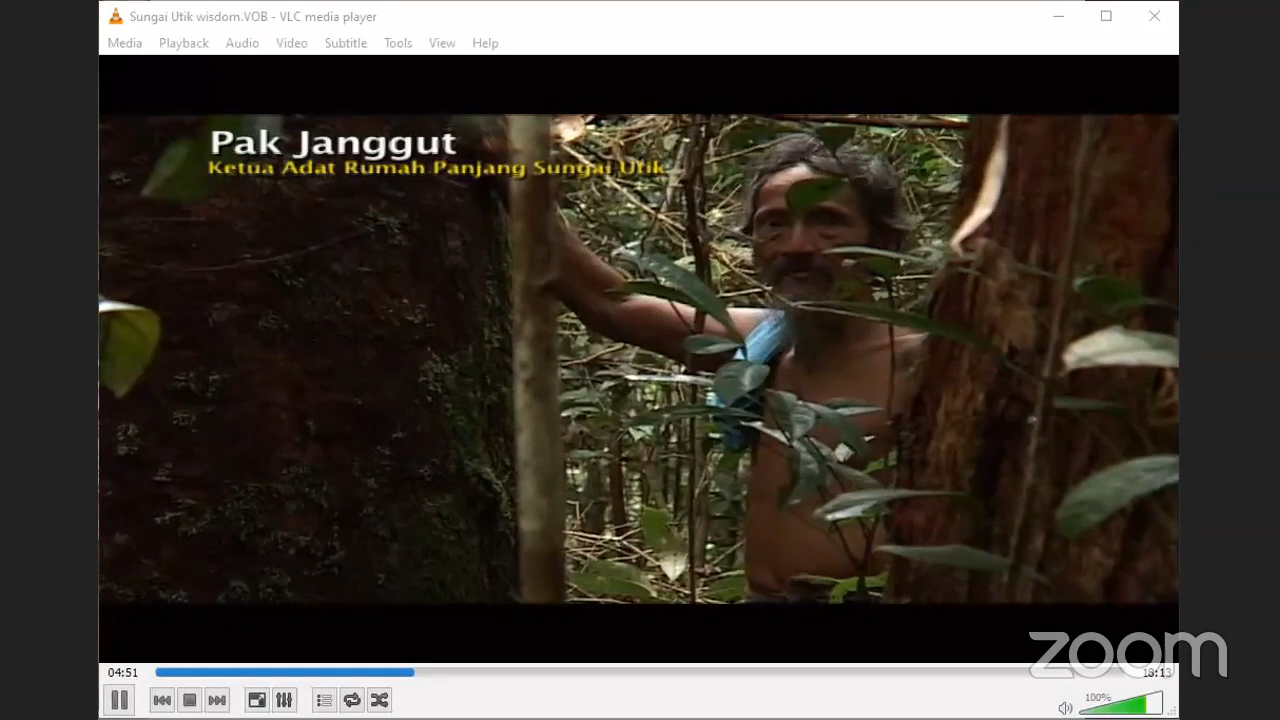 Sungai Utik wisdom.VOB - VLC media player
Media Playback Audio Video Subtitle Tools View Help
Pak Janggut
Ketua Adat Rumah Panjang Sungai Utik
zoom
04:51
18:13
100%